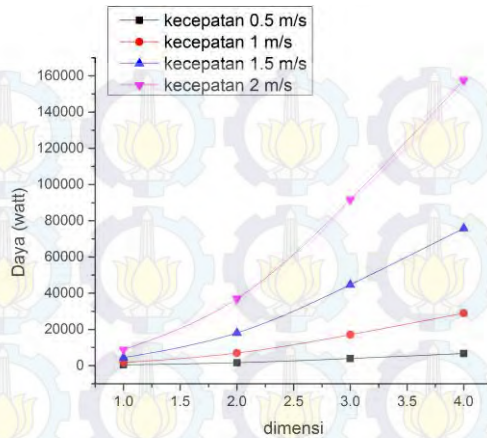 kecepatan 0.5 m/s
kecepatan 1 m/s
kecepatan 1.5 m/s
kecepatan 2 m/s
160000
140000
120000
100000
80000
60000
40000
20000
0
Daya (watt)
1.0 1.5 2.0 2.5 3.0 3.5 4.0
dimensi